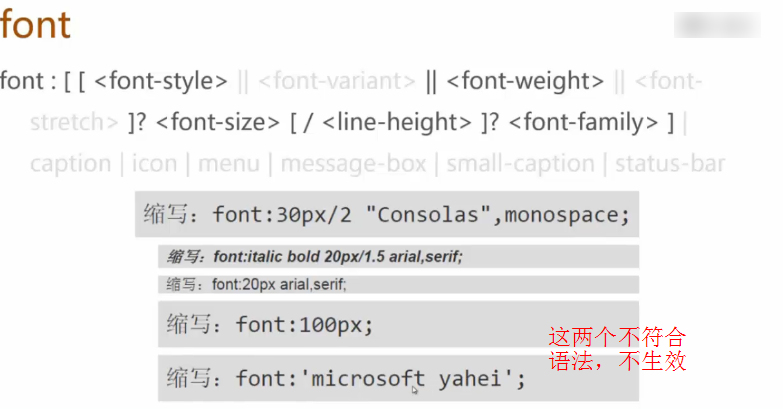 font
font : [ [ <font-style> || <font-variant> || <font-weight> || <font-
stretch> ]? <font-size> [ / <line-height> ]? <font-family> ] |
caption | icon | menu | message-box | small-caption | status-bar
缩写：font:30px/2 "Consolas",monospace;
缩写：font:italic bold 20px/1.5 arial,serif;
缩写：font:20px arial,serif;
缩写：font:100px;
这两个不符合
语法，不生效
缩写：font:'microsoft yahei';